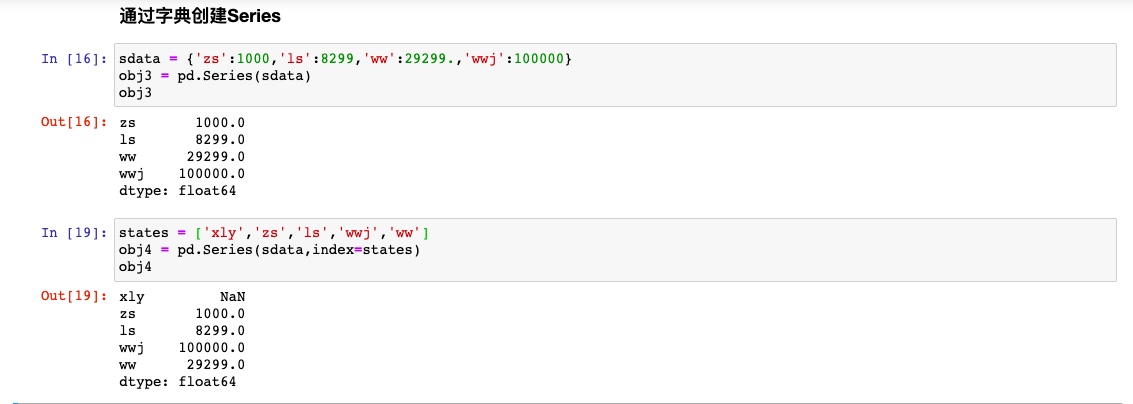 通过字典创建Series
In [16]: sdata = {'zs':1000,'ls':8299,'ww':29299.,'wwj':100000}
obj3 = pd.Series(sdata)
obj3
Out[16]: zs 1000.0
ls 8299.0
ww 29299.0
wwj 100000.0
dtype: float64
In [19]: states = ['xly','zs','ls','wwj','ww']
obj4 = pd.Series(sdata,index=states)
obj4
Out[19]: xly NaN
zs 1000.0
ls 8299.0
wwj 100000.0
ww 29299.0
dtype: float64